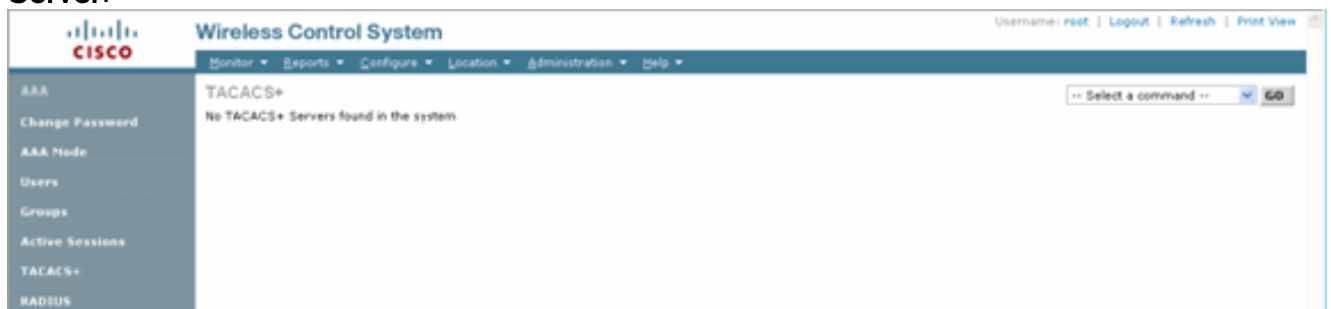 Server.
CISCO
Wireless Control System
Username: root | Logout | Refresh | Print View
Monitor Reports Configure Location Administration Help
AAA
Change Password
AAA Mode
Users
Groups
Active Sessions
TACACS+
RADIUS
TACACS+
-- Select a command -- GO
No TACACS+ Servers found in the system